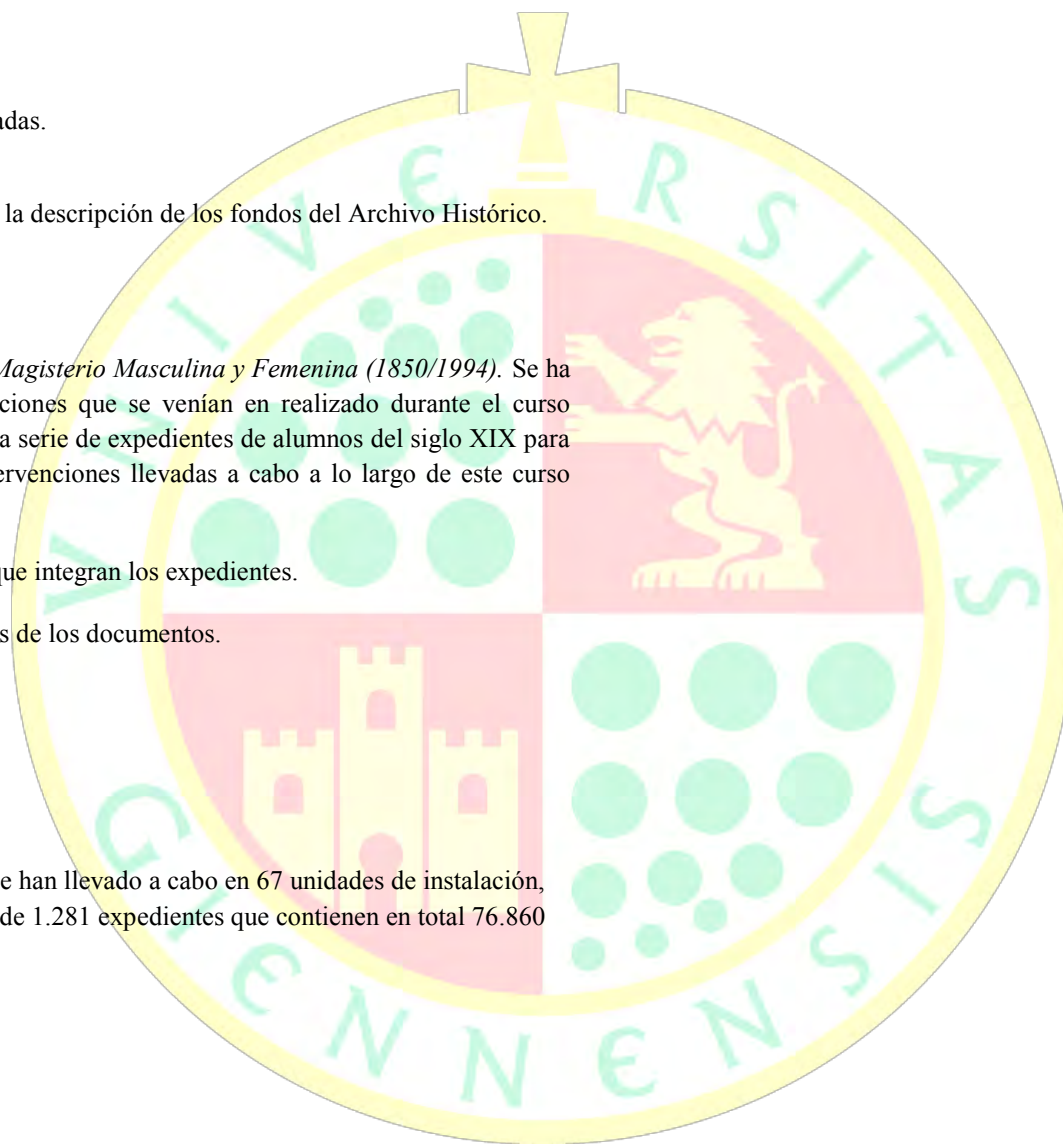 adas.
la descripción de los fondos del Archivo Histórico.
Magisterio Masculina y Femenina (1850/1994). Se ha
ciones que se venían en realizado durante el curso
a serie de expedientes de alumnos del siglo XIX para
ervenciones llevadas a cabo a lo largo de este curso
que integran los expedientes.
s de los documentos.
e han llevado a cabo en 67 unidades de instalación,
de 1.281 expedientes que contienen en total 76.860
VNIVERSITAS GIENNENSIS